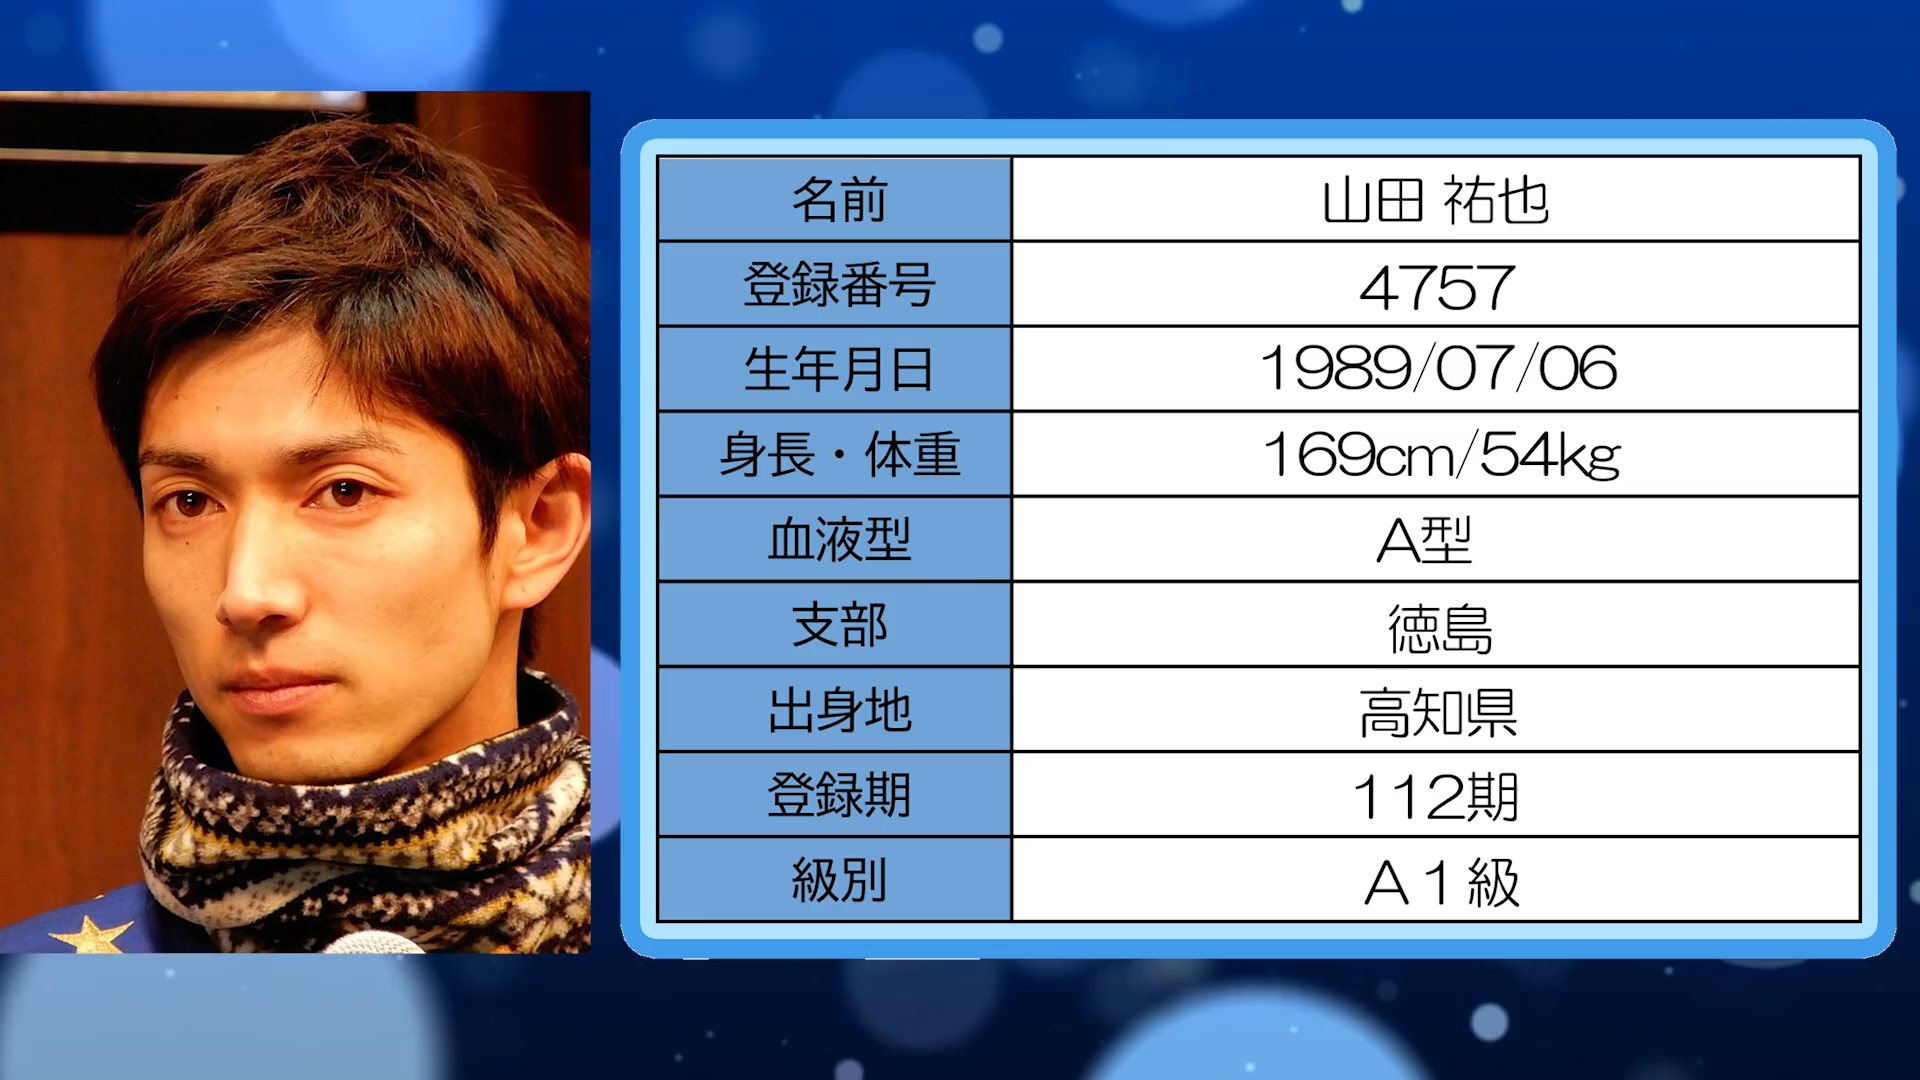 名前 山田 祐也
登録番号 4757
生年月日 1989/07/06
身長・体重 169cm/54kg
血液型 A型
支部 徳島
出身地 高知県
登録期 112期
級別 A1級